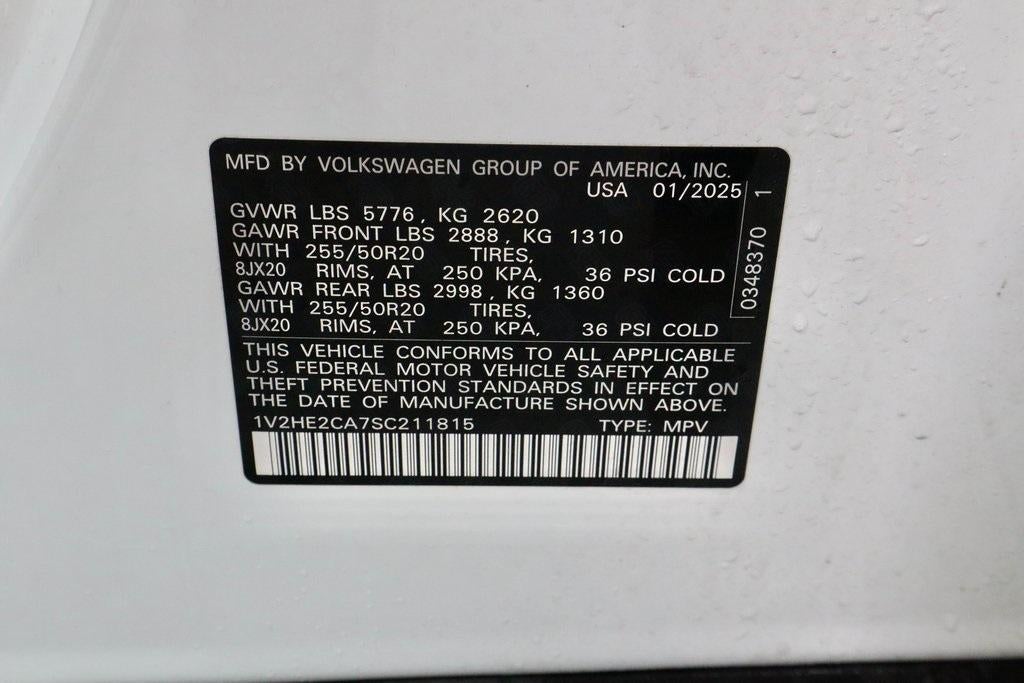 MFD BY VOLKSWAGEN GROUP OF AMERICA, INC.
USA 01/2025
GVWR LBS 5776, KG 2620
GAWR FRONT LBS 2888, KG 1310
WITH 255/50R20 TIRES,
8JX20 RIMS, AT 250 KPA, 36 PSI COLD
GAWR REAR LBS 2998, KG 1360
WITH 255/50R20 TIRES,
8JX20 RIMS, AT 250 KPA, 36 PSI COLD
0348370 1
THIS VEHICLE CONFORMS TO ALL APPLICABLE
U.S. FEDERAL MOTOR VEHICLE SAFETY AND
THEFT PREVENTION STANDARDS IN EFFECT ON
THE DATE OF MANUFACTURE SHOWN ABOVE.
1V2HE2CA7SC211815 TYPE: MPV